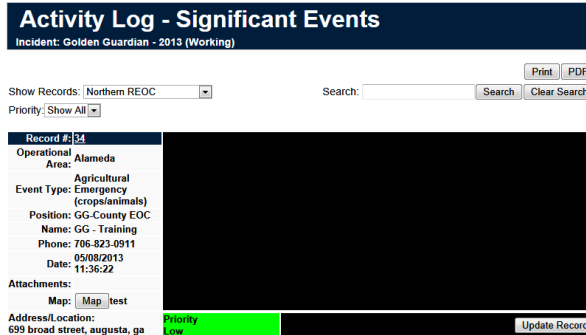 Activity Log - Significant Events
Incident: Golden Guardian - 2013 (Working)
Print PDF
Show Records: Northern REOC Search: Search Clear Search
Priority: Show All
Record #: 34
Operational Area: Alameda
Event Type: Agricultural Emergency (crops/animals)
Position: GG-County EOC
Name: GG - Training
Phone: 706-823-0911
Date: 05/08/2013 11:36:22
Attachments:
Map: Map test
Address/Location:
699 broad street, augusta, ga
Priority
Low
Update Record